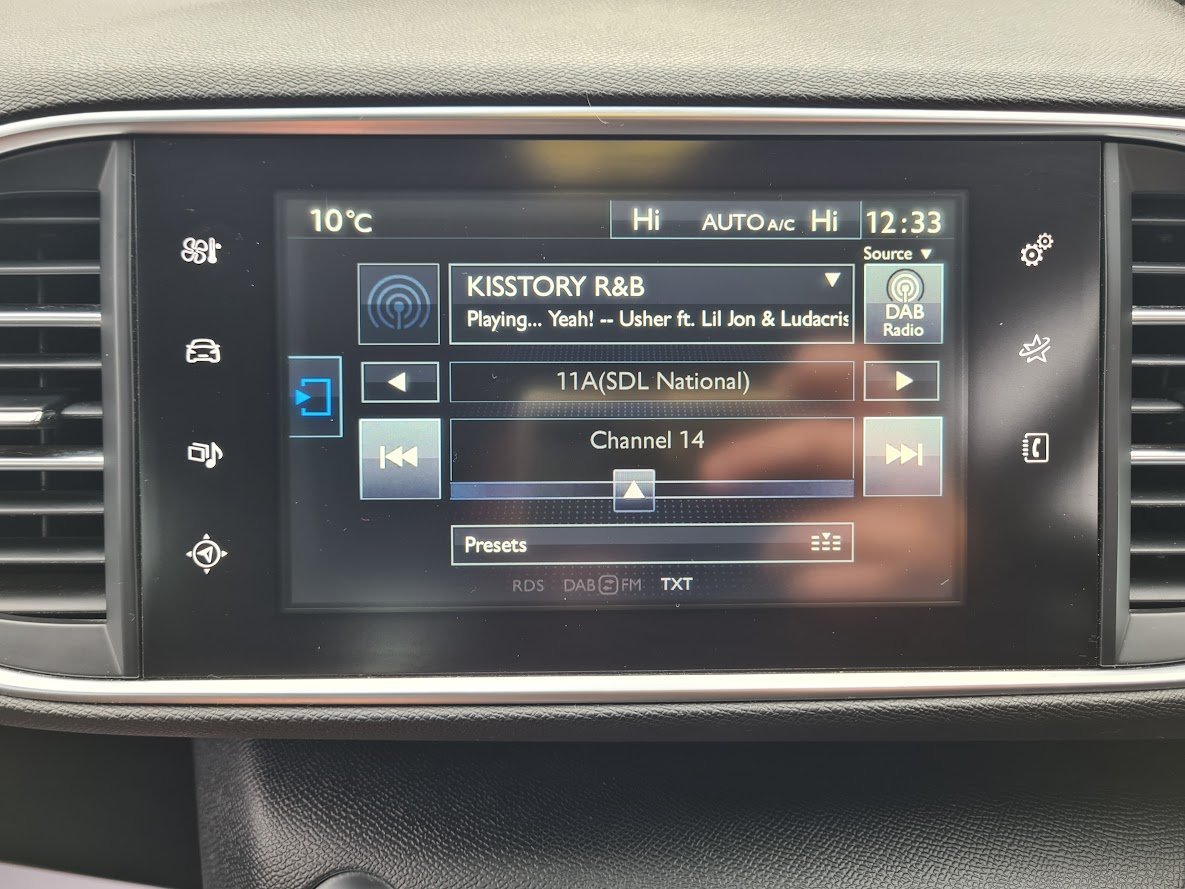 10°C Hi AUTO A/C Hi 12:33
Source
KISSTORY R&B
Playing... Yeah! -- Usher ft. Lil Jon & Ludacris
DAB
Radio
11A(SDL National)
Channel 14
Presets
RDS DAB FM TXT